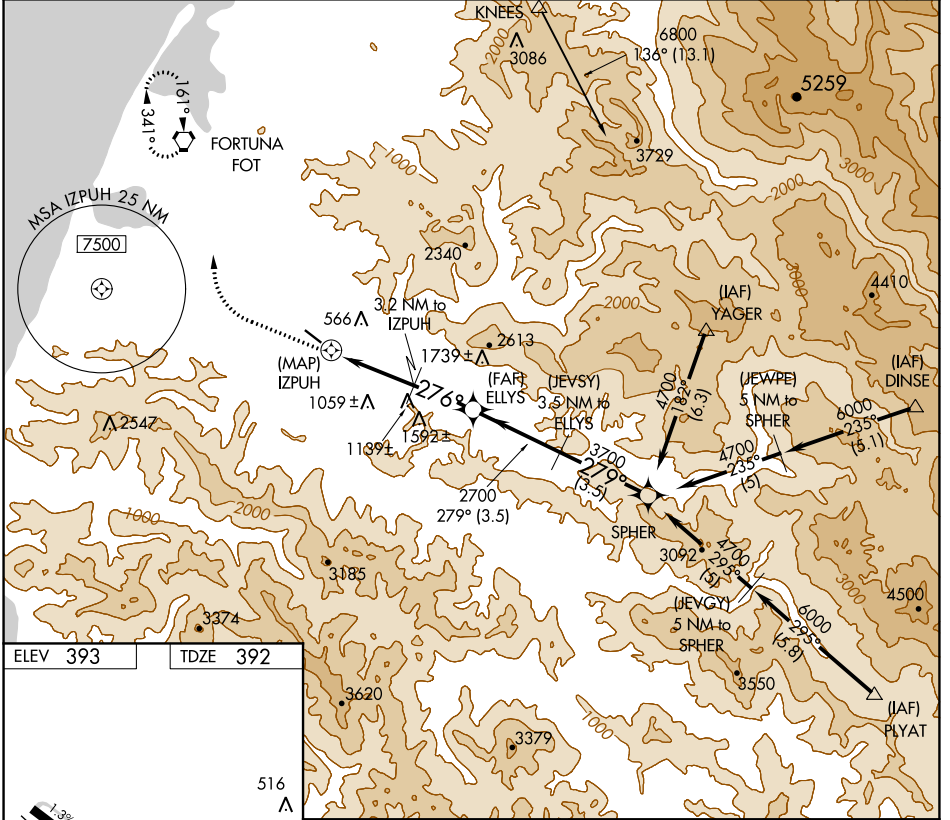 KNEES
2000
3086
6800
136° (13.1)
5259
161°
341°
FORTUNA
FOT
1000
3729
2000
3000
MSA IZPUH 25 NM
7500
2340
3000
4410
2000
(IAF)
YAGER
3.2 NM to
IZPUH
566
2613
1739 ±
(MAP)
IZPUH
276°
(FAF)
ELLYS
(JEVSY)
3.5 NM to
ELLYS
4700
182°
(6.3)
(JEWPE)
5 NM to
SPHER
(IAF)
DINSE
6000
235°
(5.1)
4700
235°
(5)
1059 ±
1139±
1592 ±
2547
3700
279°
(3.5)
2700
279° (3.5)
SPHER
1000
2000
3092
4700
295°
(5)
3185
(JEVGY)
5 NM to
SPHER
6000
295°
(5.8)
3000
4500
3374
ELEV 393
TDZE 392
3620
3550
(IAF)
PLYAT
1000
3379
516
1.3%